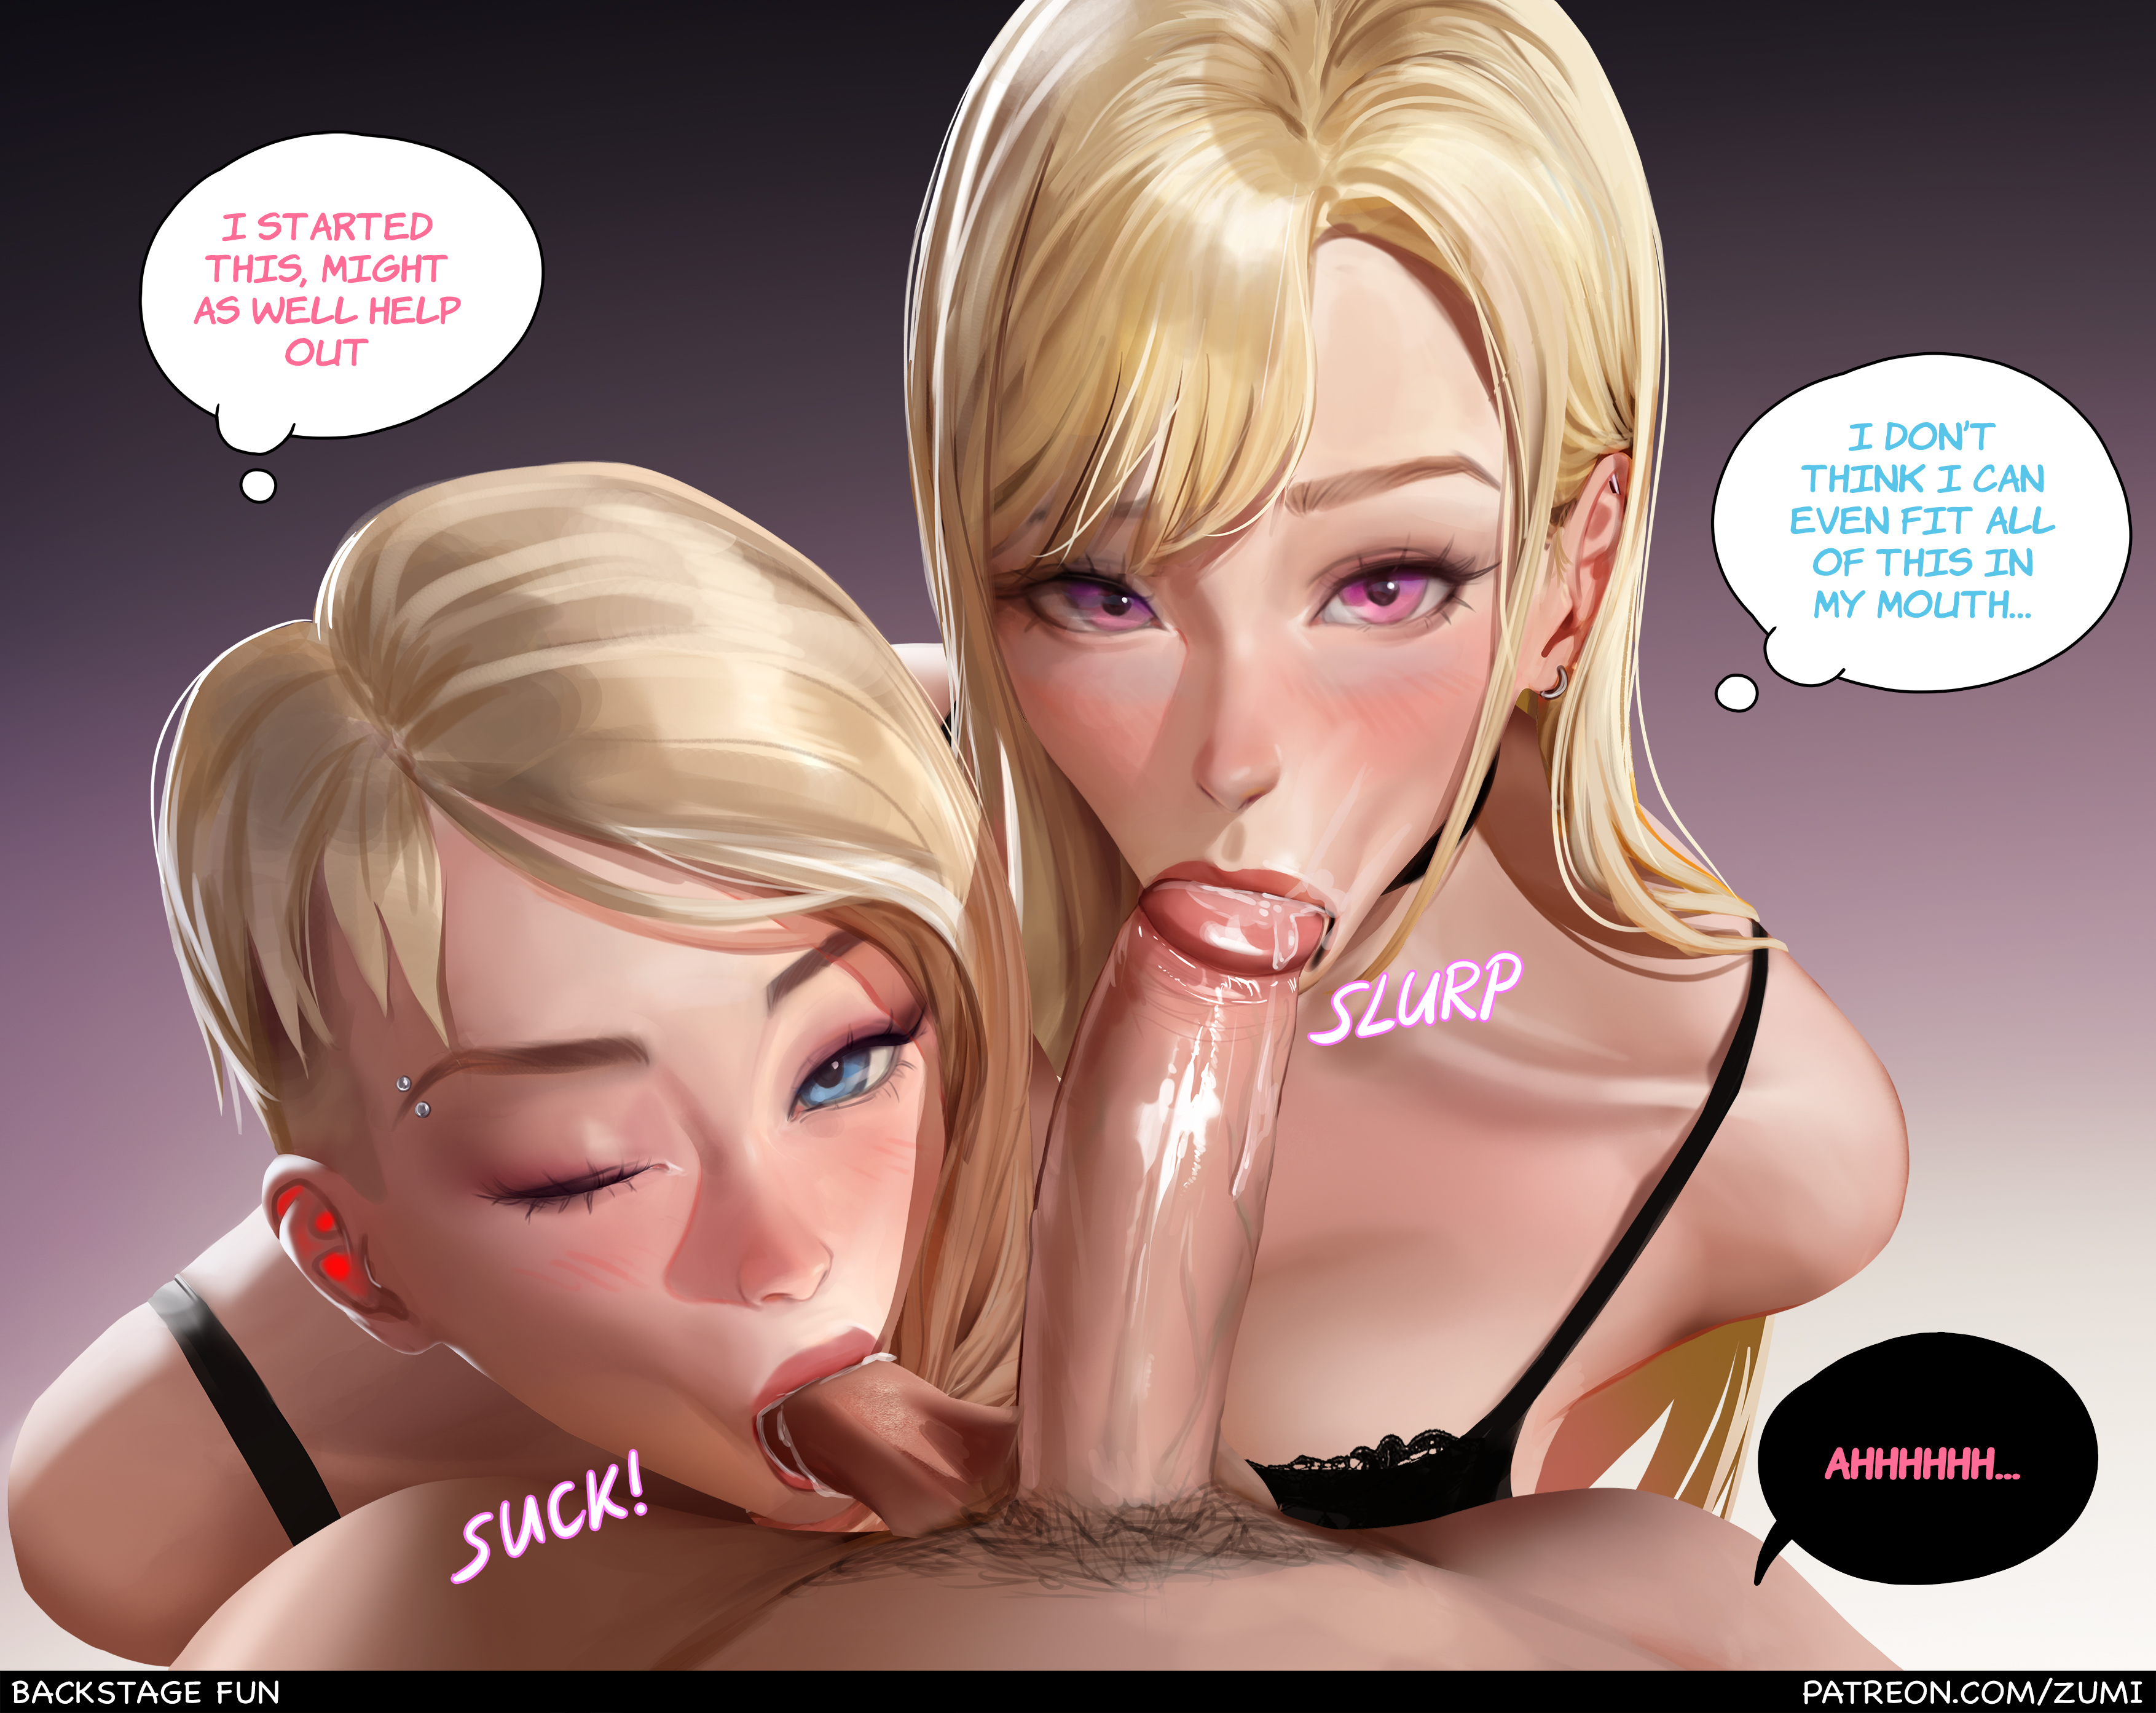 I STARTED
THIS, MIGHT
AS WELL HELP
OUT
I DON'T
THINK I CAN
EVEN FIT ALL
OF THIS IN
MY MOUTH...
SLURP
SUCK!
AHHHHHH...
BACKSTAGE FUN
PATREON.COM/ZUMI